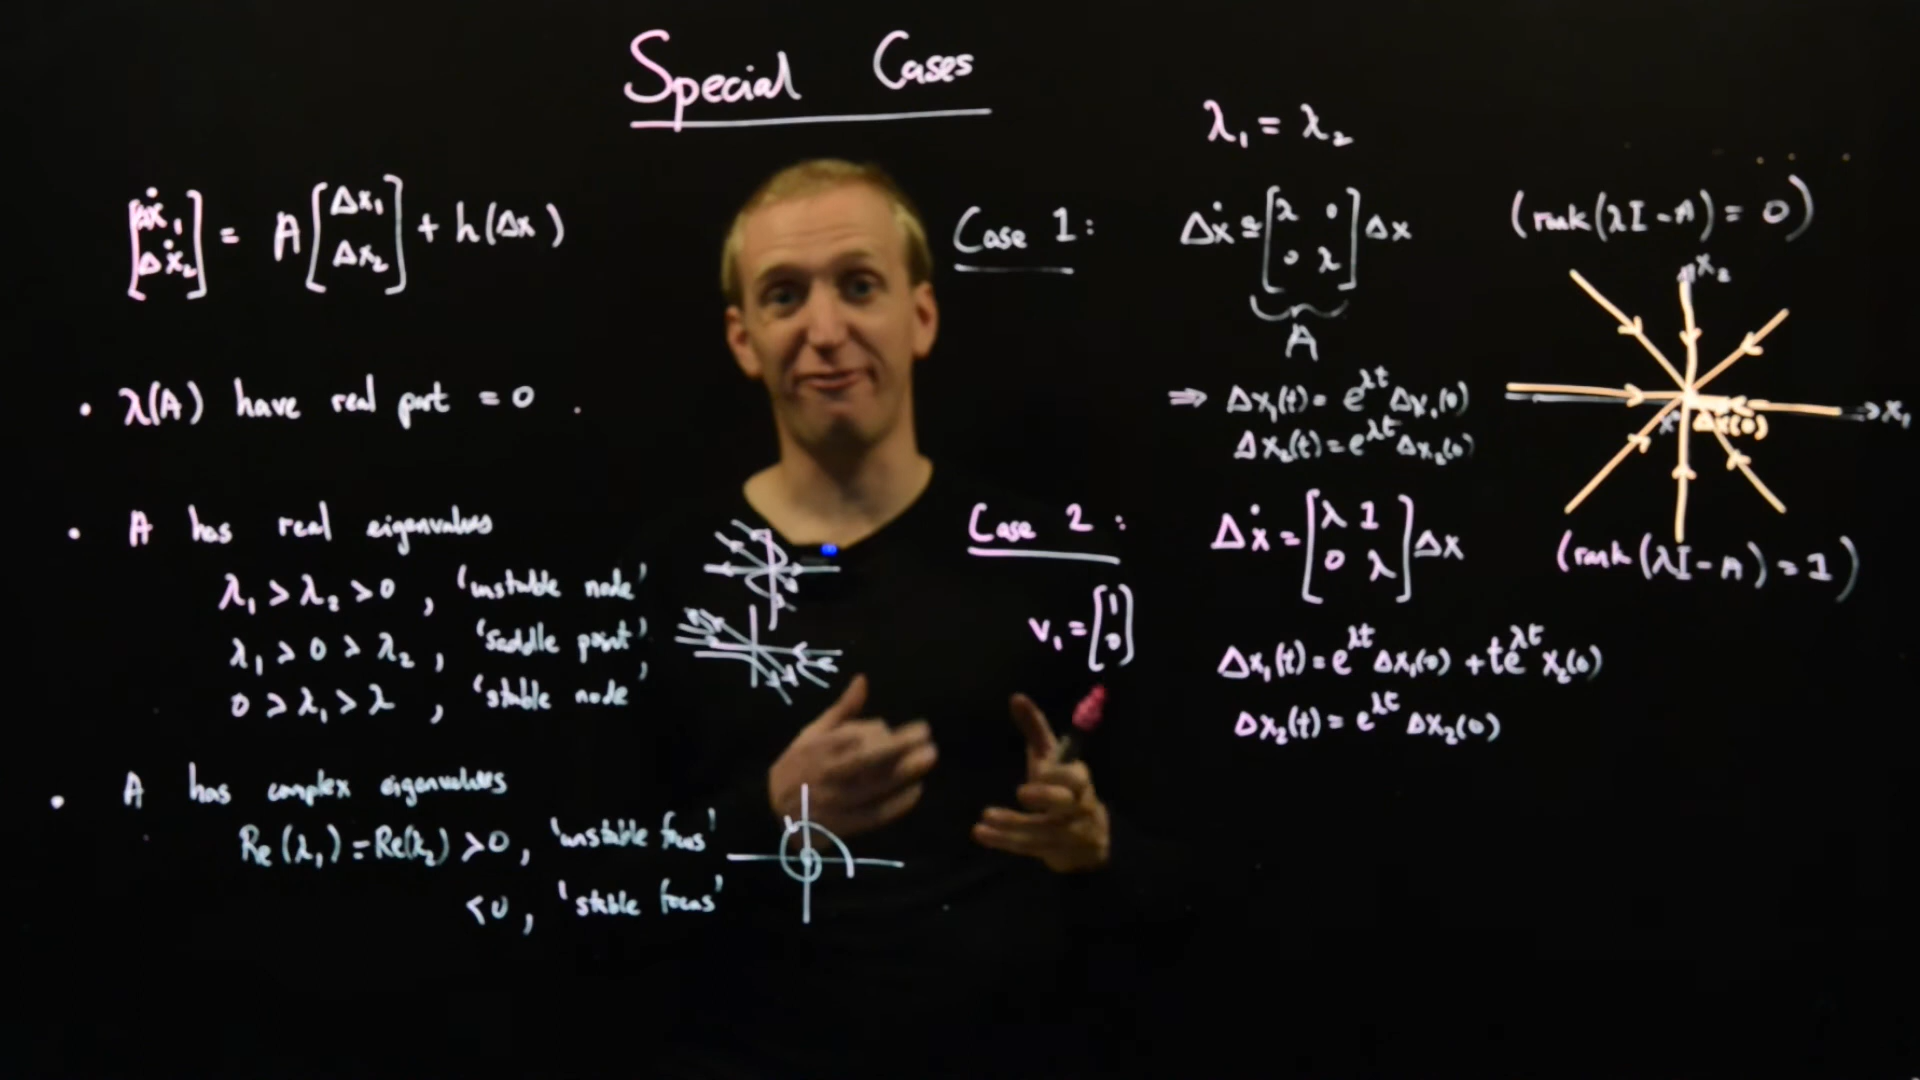 Special Cases
[Δẋ₁ Δẋ₂] = A [Δx₁ Δx₂] + h(Δx)
• λ(A) have real part = 0.
• A has real eigenvalues
λ₁ > λ₂ > 0, 'unstable node'
λ₁ > 0 > λ₂, 'saddle point'
0 > λ₁ > λ, 'stable node'
• A has complex eigenvalues
Re(λ₁) = Re(λ₂) > 0, 'unstable focus'
< 0, 'stable focus'
λ₁ = λ₂
Case 1: Δẋ ≅ [λ 0; 0 λ] Δx (rank(λI - A) = 0)
A
⇒ Δx₁(t) = e^λt Δx₁(0)
Δx₂(t) = e^λt Δx₂(0)
x₂
x₁
Δx(0)
Case 2: Δẋ = [λ 1; 0 λ] Δx (rank(λI - A) = 1)
v₁ = [1 0]
Δx₁(t) = e^λt Δx₁(0) + te^λt x₂(0)
Δx₂(t) = e^λt Δx₂(0)